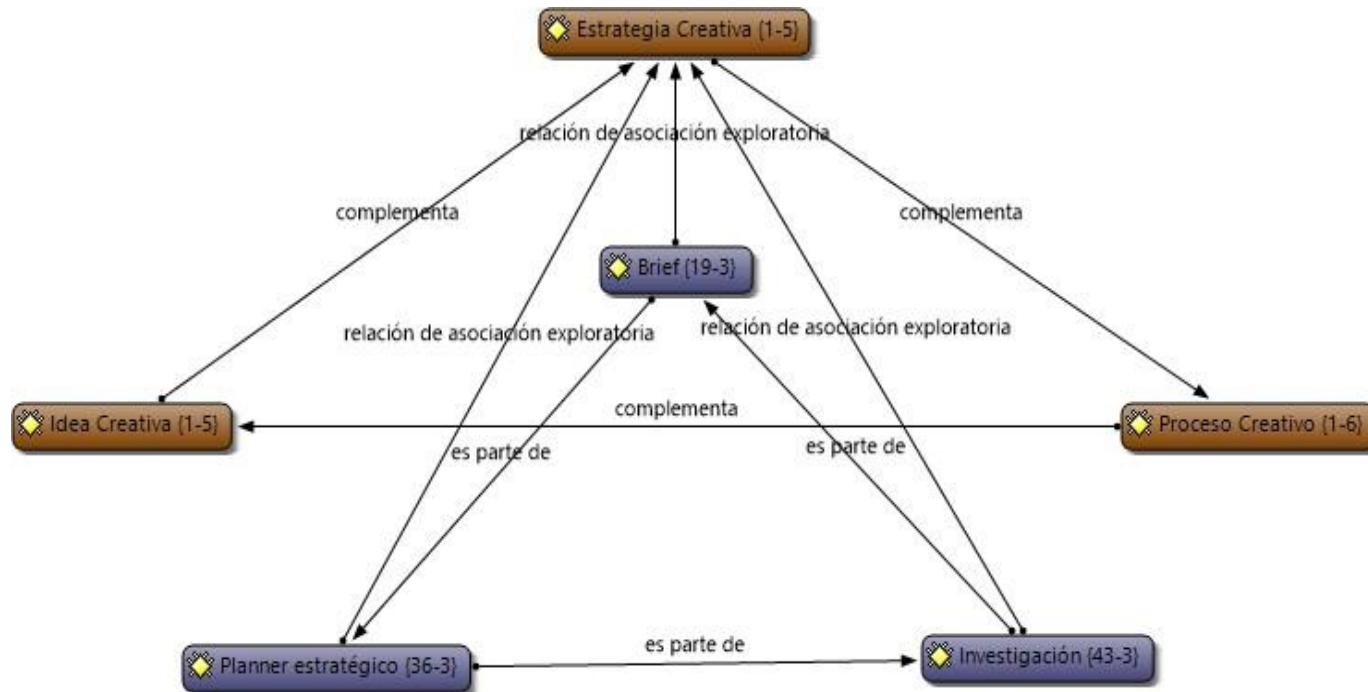 Estrategia Creativa {1-5}
relación de asociación exploratoria
complementa
complementa
Brief {19-3}
relación de asociación exploratoria
relación de asociación exploratoria
Idea Creativa {1-5}
complementa
Proceso Creativo {1-6}
es parte de
es parte de
Planner estratégico {36-3}
es parte de
Investigación {43-3}